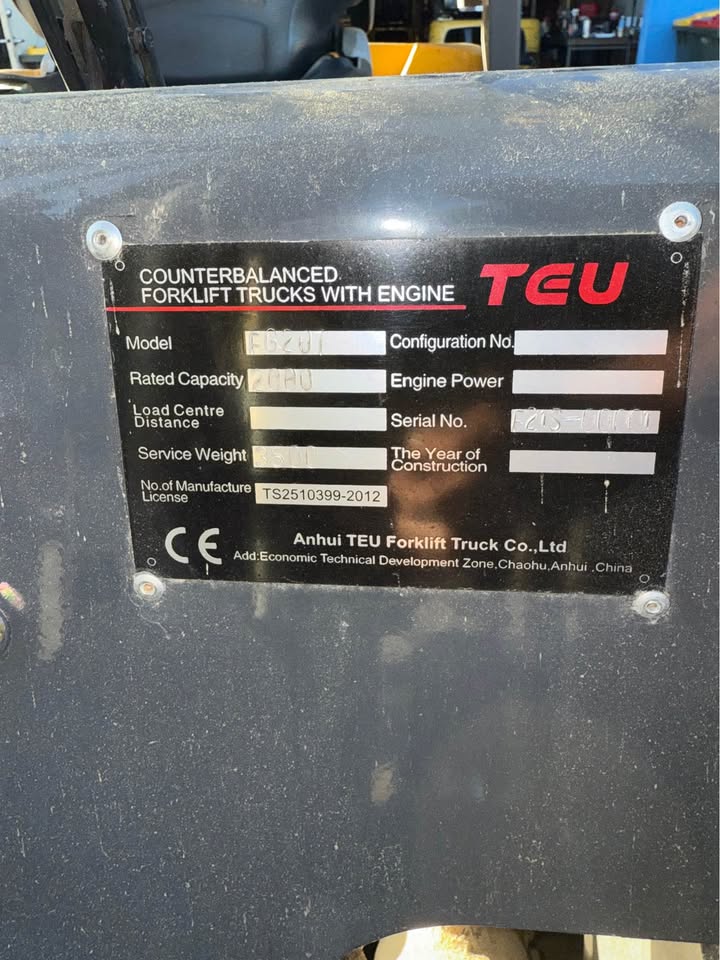 COUNTERBALANCED
FORKLIFT TRUCKS WITH ENGINE
TEU
Model FG20T
Configuration No.
Rated Capacity 2000
Engine Power
Load Centre
Distance
Serial No.
Service Weight
The Year of
Construction
No.of Manufacture
License
TS2510399-2012
CE
Anhui TEU Forklift Truck Co.,Ltd
Add:Economic Technical Development Zone,Chaohu,Anhui ,China